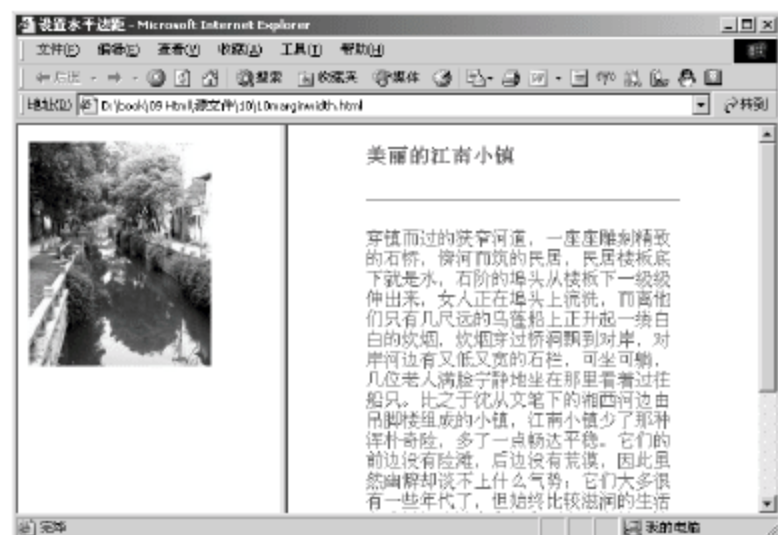 设置水平边距 - Microsoft Internet Explorer
文件(F) 编辑(E) 查看(V) 收藏(A) 工具(T) 帮助(H)
后退 搜索 收藏夹 媒体
地址(D) D:\book\09 Html\源文件\10\10marginwidth.html 转到
美丽的江南小镇
穿镇而过的狭窄河道，一座座雕刻精致
的石桥，傍河而筑的民居，民居楼板底
下就是水，石阶的埠头从楼板下一级级
伸出来，女人正在埠头上浣洗，而离他
们只有几尺远的乌篷船上正升起一缕白
白的炊烟，炊烟穿过桥洞飘到对岸，对
岸河边有又低又宽的石栏，可坐可躺，
几位老人满脸宁静地坐在那里看着过往
船只。比之于沈从文笔下的湘西河边由
吊脚楼组成的小镇，江南小镇少了那种
浑朴奇险，多了一点畅达平稳。它们的
前边没有险滩，后边没有荒漠，因此虽
然幽僻却谈不上什么气势；它们大多很
有一些年代了，但始终比较滋润的生活
完毕 我的电脑